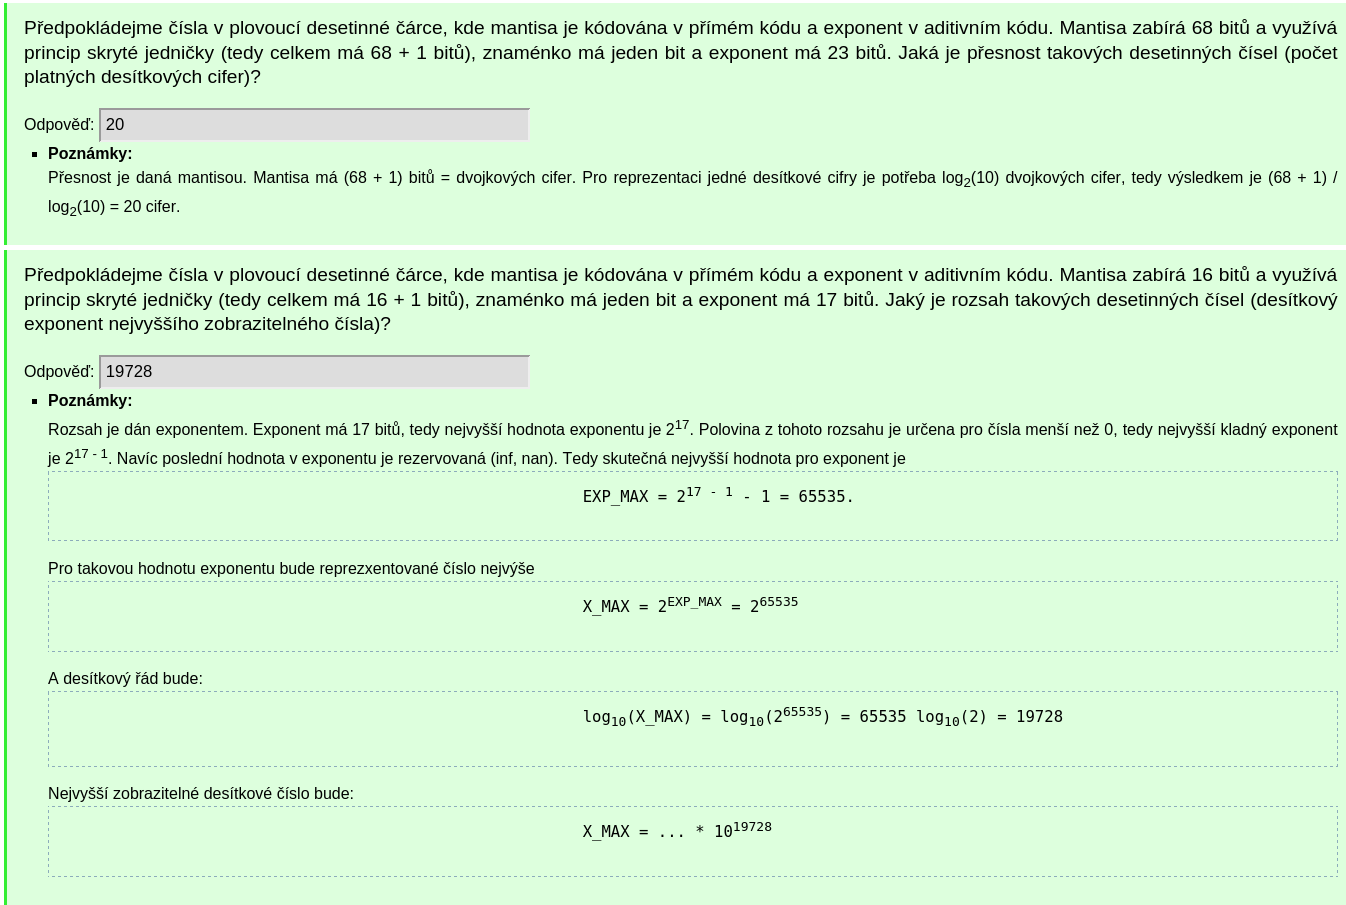 Předpokládejme čísla v plovoucí desetinné čárce, kde mantisa je kódována v přímém kódu a exponent v aditivním kódu. Mantisa zabírá 68 bitů a využívá
princip skryté jedničky (tedy celkem má 68 + 1 bitů), znaménko má jeden bit a exponent má 23 bitů. Jaká je přesnost takových desetinných čísel (počet
platných desítkových cifer)?
Odpověď: 20
▪ Poznámky:
Přesnost je daná mantisou. Mantisa má (68 + 1) bitů = dvojkových cifer. Pro reprezentaci jedné desítkové cifry je potřeba log2(10) dvojkových cifer, tedy výsledkem je (68 + 1) /
log2(10) = 20 cifer.
Předpokládejme čísla v plovoucí desetinné čárce, kde mantisa je kódována v přímém kódu a exponent v aditivním kódu. Mantisa zabírá 16 bitů a využívá
princip skryté jedničky (tedy celkem má 16 + 1 bitů), znaménko má jeden bit a exponent má 17 bitů. Jaký je rozsah takových desetinných čísel (desítkový
exponent nejvyššího zobrazitelného čísla)?
Odpověď: 19728
▪ Poznámky:
Rozsah je dán exponentem. Exponent má 17 bitů, tedy nejvyšší hodnota exponentu je 2^17. Polovina z tohoto rozsahu je určena pro čísla menší než 0, tedy nejvyšší kladný exponent
je 2^17 - 1. Navíc poslední hodnota v exponentu je rezervovaná (inf, nan). Tedy skutečná nejvyšší hodnota pro exponent je
EXP_MAX = 2^17 - 1 - 1 = 65535.
Pro takovou hodnotu exponentu bude reprezxentované číslo nejvýše
X_MAX = 2^EXP_MAX = 2^65535
A desítkový řád bude:
log10(X_MAX) = log10(2^65535) = 65535 log10(2) = 19728
Nejvyšší zobrazitelné desítkové číslo bude:
X_MAX = ... * 10^19728